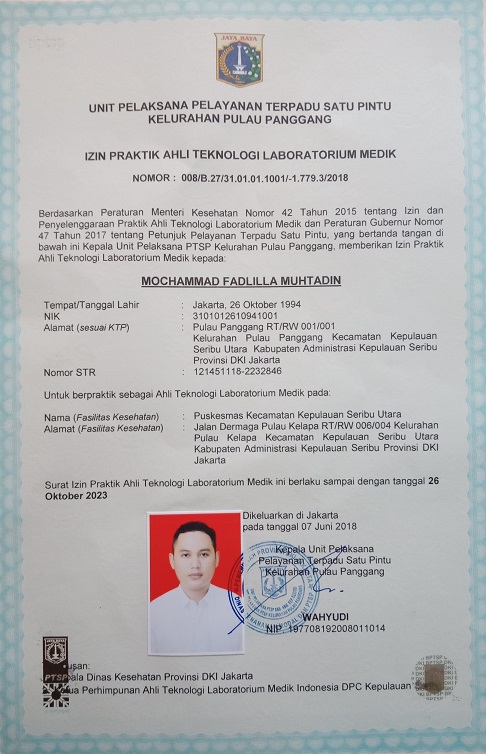 JAYA RAYA
UNIT PELAKSANA PELAYANAN TERPADU SATU PINTU
KELURAHAN PULAU PANGGANG
IZIN PRAKTIK AHLI TEKNOLOGI LABORATORIUM MEDIK
NOMOR : 008/B.27/31.01.01.1001/-1.779.3/2018
Berdasarkan Peraturan Menteri Kesehatan Nomor 42 Tahun 2015 tentang Izin dan
Penyelenggaraan Praktik Ahli Teknologi Laboratorium Medik dan Peraturan Gubernur Nomor
47 Tahun 2017 tentang Petunjuk Pelayanan Terpadu Satu Pintu, yang bertanda tangan di
bawah ini Kepala Unit Pelaksana PTSP Kelurahan Pulau Panggang, memberikan Izin Praktik
Ahli Teknologi Laboratorium Medik kepada:
MOCHAMMAD FADLILLA MUHTADIN
Tempat/Tanggal Lahir : Jakarta, 26 Oktober 1994
NIK : 3101012610941001
Alamat (sesuai KTP) : Pulau Panggang RT/RW 001/001
Kelurahan Pulau Panggang Kecamatan Kepulauan
Seribu Utara Kabupaten Administrasi Kepulauan Seribu
Provinsi DKI Jakarta
Nomor STR : 121451118-2232846
Untuk berpraktik sebagai Ahli Teknologi Laboratorium Medik pada:
Nama (Fasilitas Kesehatan) : Puskesmas Kecamatan Kepulauan Seribu Utara
Alamat (Fasilitas Kesehatan) : Jalan Dermaga Pulau Kelapa RT/RW 006/004 Kelurahan
Pulau Kelapa Kecamatan Kepulauan Seribu Utara
Kabupaten Administrasi Kepulauan Seribu Provinsi DKI
Jakarta
Surat Izin Praktik Ahli Teknologi Laboratorium Medik ini berlaku sampai dengan tanggal 26
Oktober 2023
Dikeluarkan di Jakarta
pada tanggal 07 Juni 2018
Kepala Unit Pelaksana
Pelayanan Terpadu Satu Pintu
Kelurahan Pulau Panggang
WAHYUDI
NIP 197708192008011014
usan:
pala Dinas Kesehatan Provinsi DKI Jakarta
ua Perhimpunan Ahli Teknologi Laboratorium Medik Indonesia DPC Kepulauan
PTSP